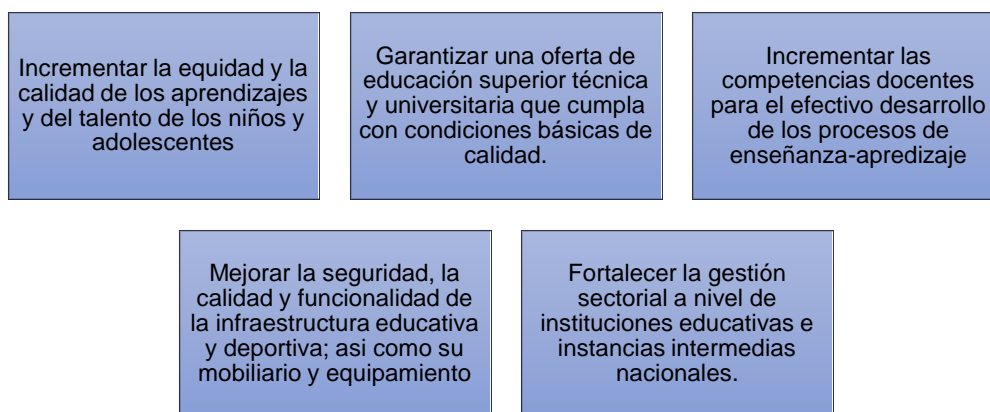 Incrementar la equidad y la
calidad de los aprendizajes
y del talento de los niños y
adolescentes
Garantizar una oferta de
educación superior técnica
y universitaria que cumpla
con condiciones básicas de
calidad.
Incrementar las
competencias docentes
para el efectivo desarrollo
de los procesos de
enseñanza-apredizaje
Mejorar la seguridad, la
calidad y funcionalidad de
la infraestructura educativa
y deportiva; asi como su
mobiliario y equipamiento
Fortalecer la gestión
sectorial a nivel de
instituciones educativas e
instancias intermedias
nacionales.